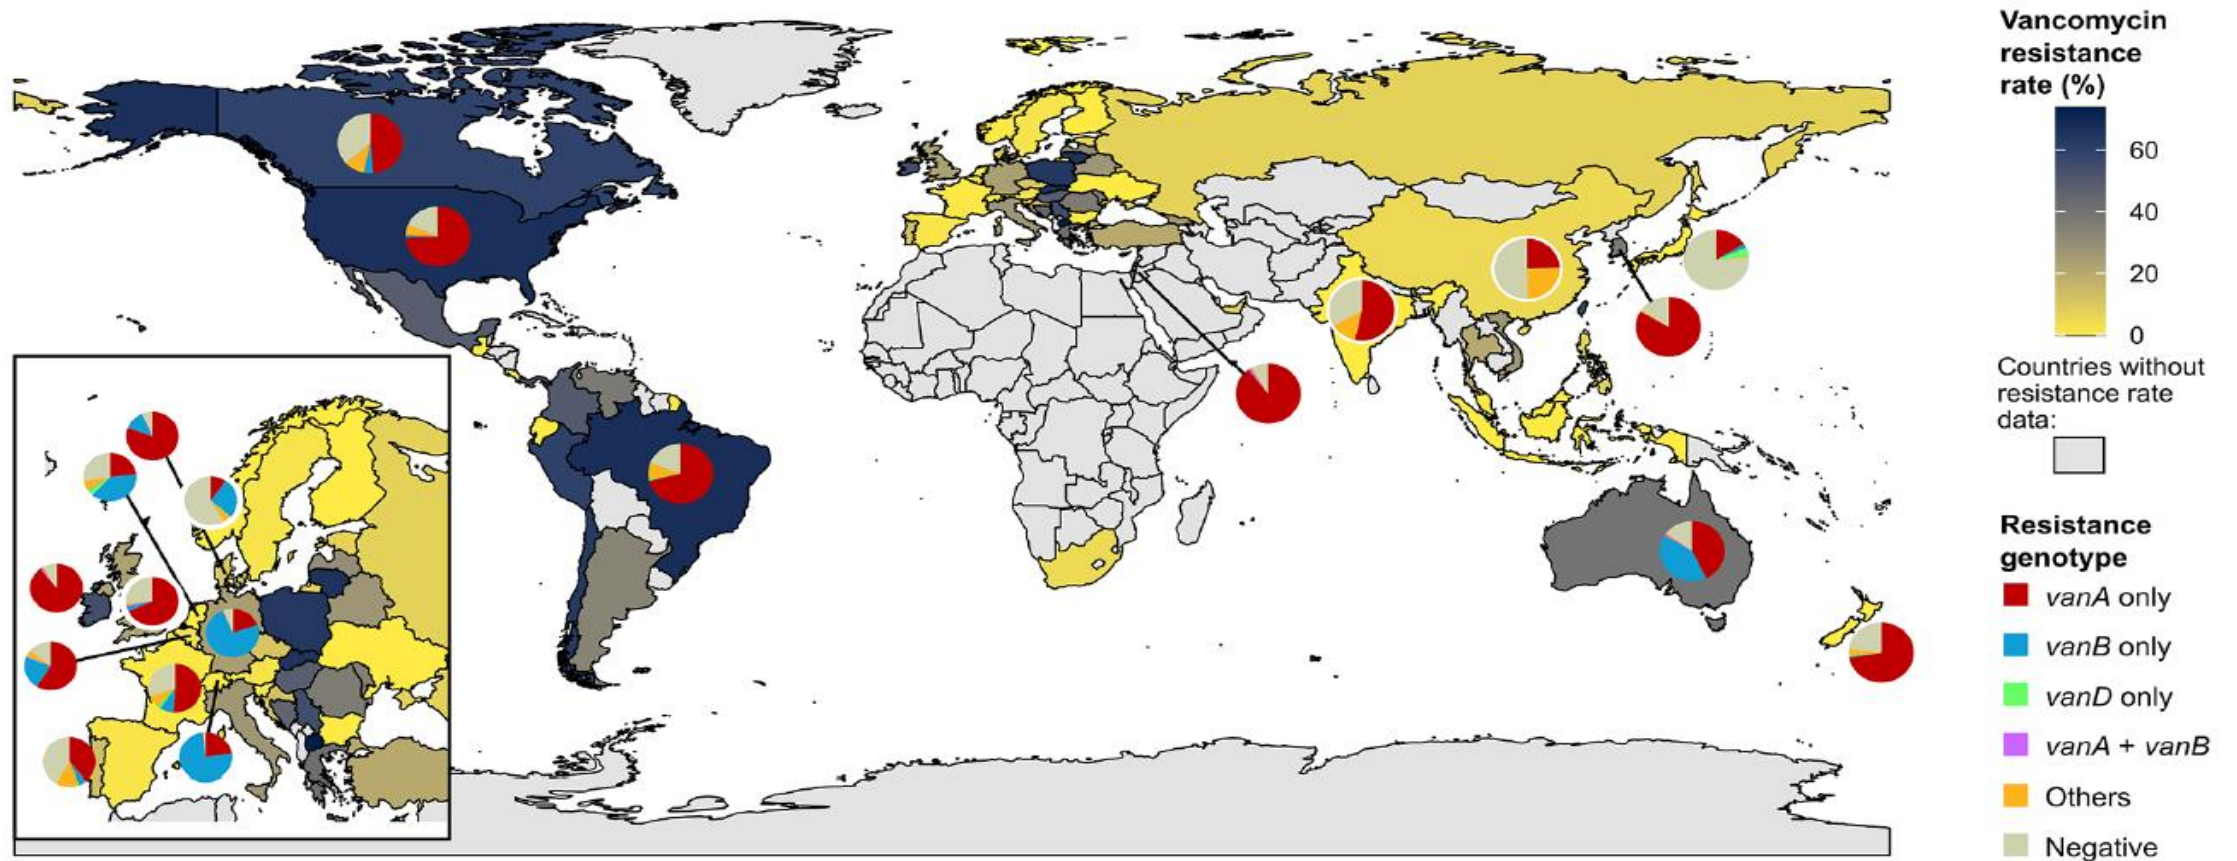 Vancomycin
resistance
rate (%)
60
40
20
0
Countries without
resistance rate
data:
Resistance
genotype
vanA only
vanB only
vanD only
vanA + vanB
Others
Negative